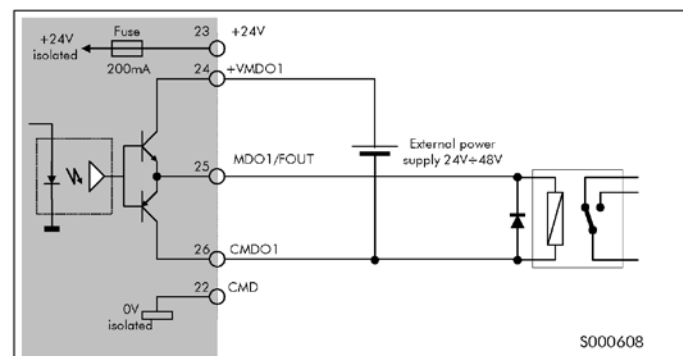 Fuse
23
+24V
+24V
isolated
200mA
24
+VMDO1
25
MDO1/FOUT
External power
supply 24V÷48V
26
CMDO1
22
CMD
0V
isolated
S000608